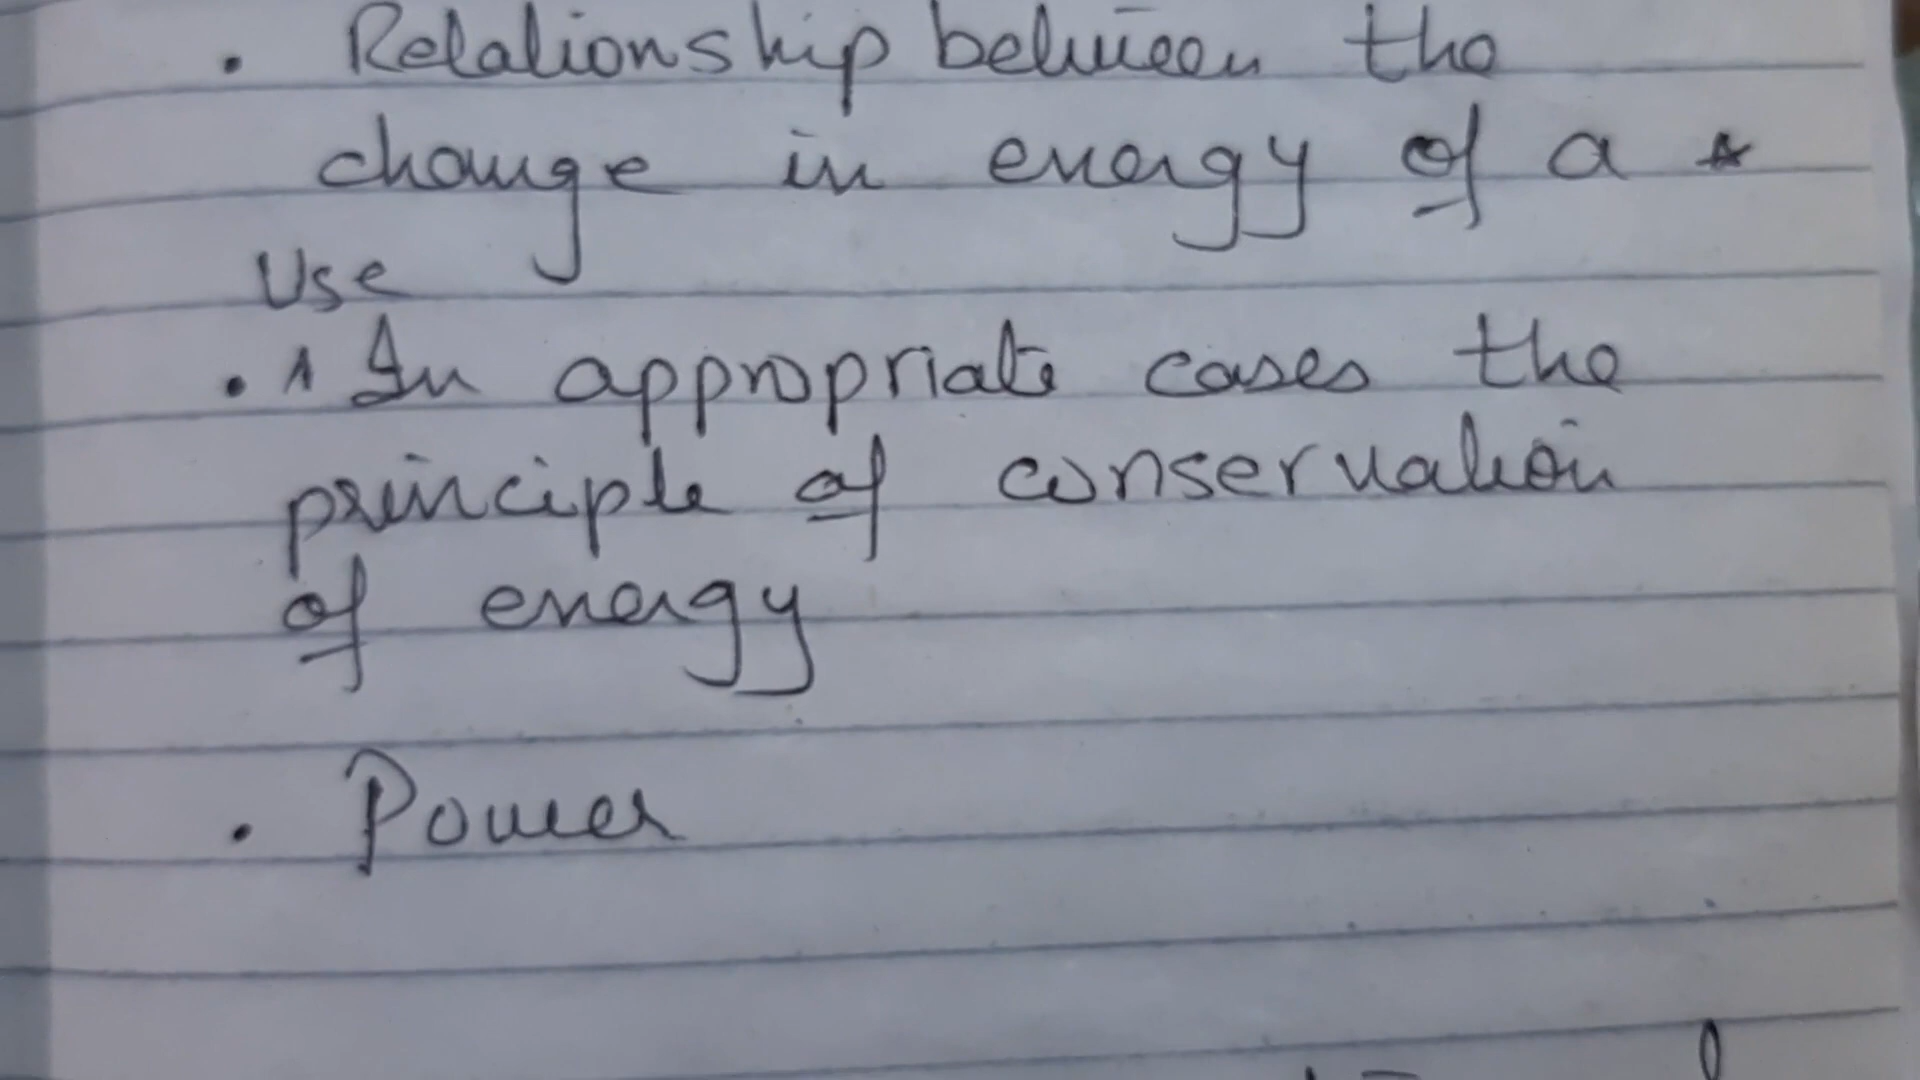 • Relationship between the
change in energy of a *
Use
• ^ In appropriate cases the
principle of conservation
of energy
• Power